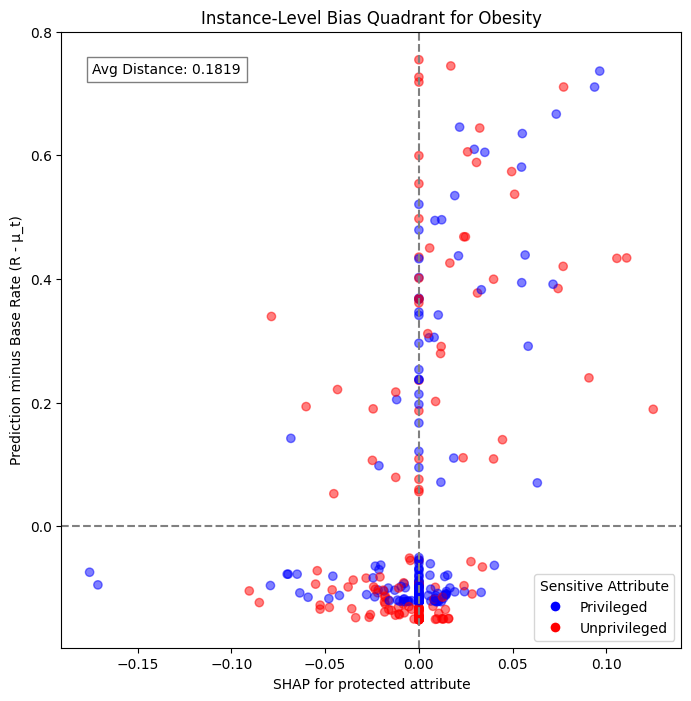 Instance-Level Bias Quadrant for Obesity
0.8
Avg Distance: 0.1819
0.6
0.4
0.2
0.0
Prediction minus Base Rate (R - μ_t)
Sensitive Attribute
Privileged
Unprivileged
−0.15
−0.10
−0.05
0.00
0.05
0.10
SHAP for protected attribute